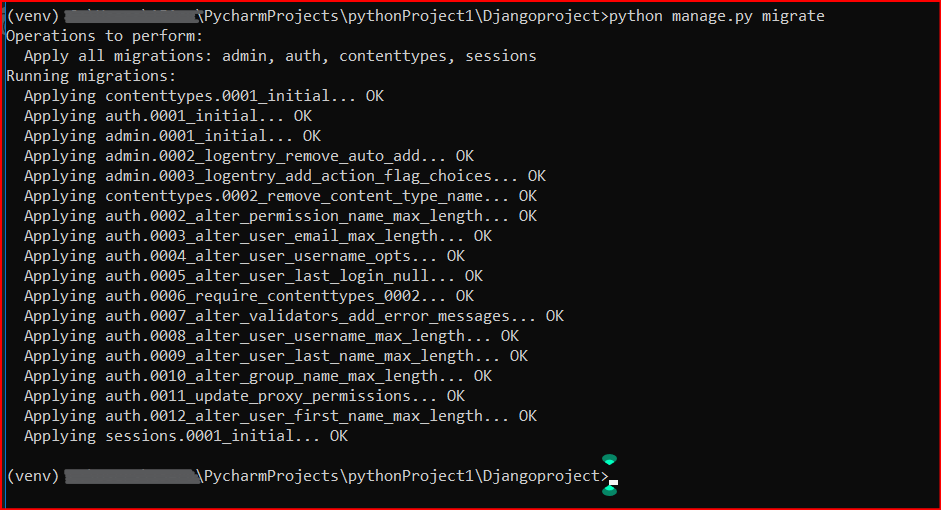 (venv) \PycharmProjects\pythonProject1\Djangoproject>python manage.py migrate
Operations to perform:
  Apply all migrations: admin, auth, contenttypes, sessions
Running migrations:
  Applying contenttypes.0001_initial... OK
  Applying auth.0001_initial... OK
  Applying admin.0001_initial... OK
  Applying admin.0002_logentry_remove_auto_add... OK
  Applying admin.0003_logentry_add_action_flag_choices... OK
  Applying contenttypes.0002_remove_content_type_name... OK
  Applying auth.0002_alter_permission_name_max_length... OK
  Applying auth.0003_alter_user_email_max_length... OK
  Applying auth.0004_alter_user_username_opts... OK
  Applying auth.0005_alter_user_last_login_null... OK
  Applying auth.0006_require_contenttypes_0002... OK
  Applying auth.0007_alter_validators_add_error_messages... OK
  Applying auth.0008_alter_user_username_max_length... OK
  Applying auth.0009_alter_user_last_name_max_length... OK
  Applying auth.0010_alter_group_name_max_length... OK
  Applying auth.0011_update_proxy_permissions... OK
  Applying auth.0012_alter_user_first_name_max_length... OK
  Applying sessions.0001_initial... OK
(venv) \PycharmProjects\pythonProject1\Djangoproject>